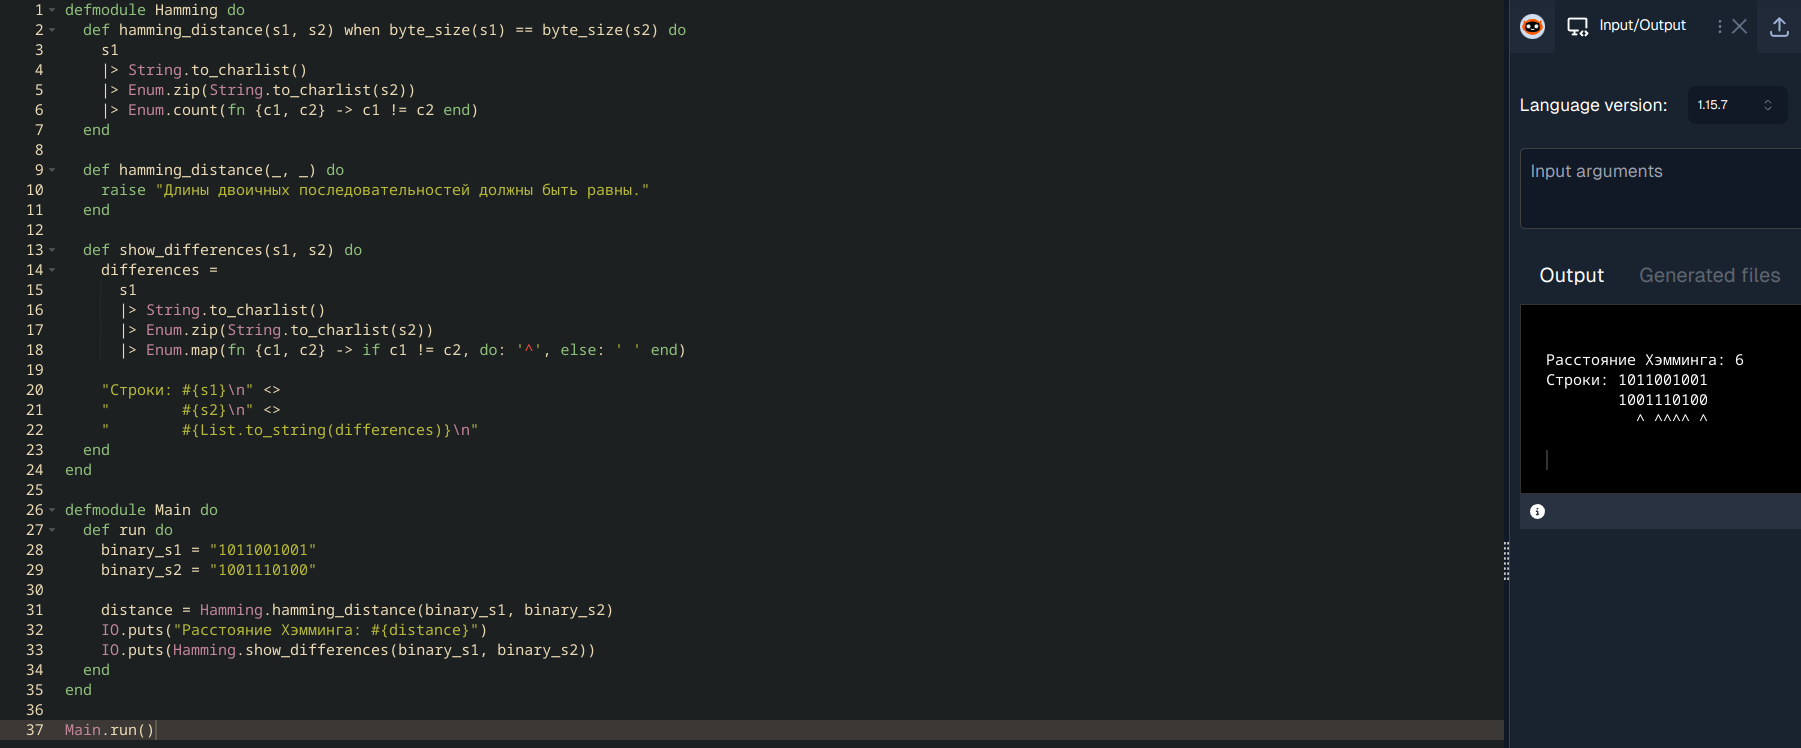 1 defmodule Hamming do
2   def hamming_distance(s1, s2) when byte_size(s1) == byte_size(s2) do
3     s1
4     |> String.to_charlist()
5     |> Enum.zip(String.to_charlist(s2))
6     |> Enum.count(fn {c1, c2} -> c1 != c2 end)
7   end
8
9   def hamming_distance(_, _) do
10     raise "Длины двоичных последовательностей должны быть равны."
11   end
12
13   def show_differences(s1, s2) do
14     differences =
15       s1
16       |> String.to_charlist()
17       |> Enum.zip(String.to_charlist(s2))
18       |> Enum.map(fn {c1, c2} -> if c1 != c2, do: '^', else: ' ' end)
19
20     "Строки: #{s1}\n" <>
21     "        #{s2}\n" <>
22     "        #{List.to_string(differences)}\n"
23   end
24 end
25
26 defmodule Main do
27   def run do
28     binary_s1 = "1011001001"
29     binary_s2 = "1001110100"
30
31     distance = Hamming.hamming_distance(binary_s1, binary_s2)
32     IO.puts("Расстояние Хэмминга: #{distance}")
33     IO.puts(Hamming.show_differences(binary_s1, binary_s2))
34   end
35 end
36
37 Main.run()
Input/Output
Language version: 1.15.7
Input arguments
Output Generated files
Расстояние Хэмминга: 6
Строки: 1011001001
        1001110100
          ^ ^^^^ ^